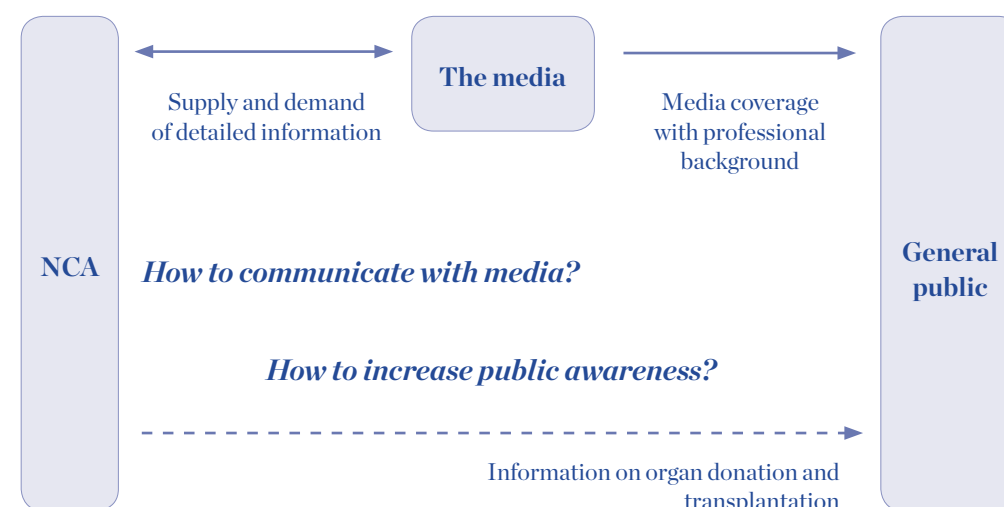 The media
Supply and demand
of detailed information
Media coverage
with professional
background
NCA
How to communicate with media?
General
public
How to increase public awareness?
Information on organ donation and
transplantation